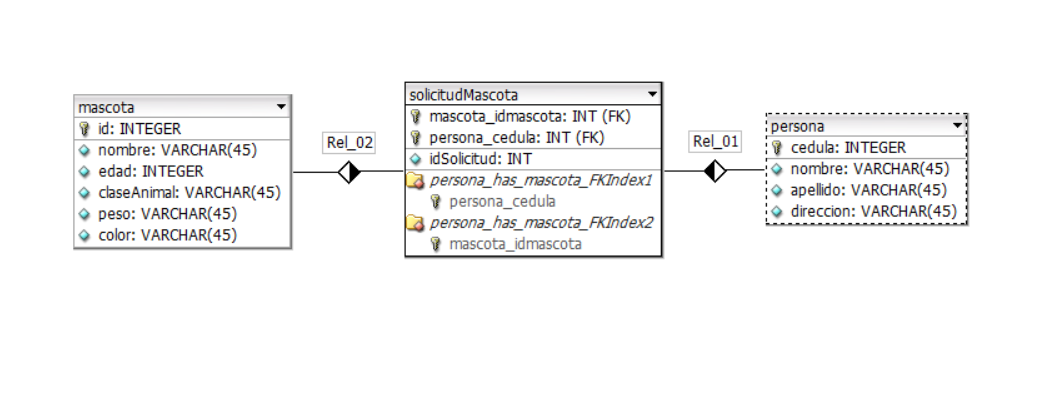 mascota
id: INTEGER
nombre: VARCHAR(45)
edad: INTEGER
claseAnimal: VARCHAR(45)
peso: VARCHAR(45)
color: VARCHAR(45)
Rel_02
solicitudMascota
mascota_idmascota: INT (FK)
persona_cedula: INT (FK)
idSolicitud: INT
persona_has_mascota_FKIndex1
persona_cedula
persona_has_mascota_FKIndex2
mascota_idmascota
Rel_01
persona
cedula: INTEGER
nombre: VARCHAR(45)
apellido: VARCHAR(45)
direccion: VARCHAR(45)